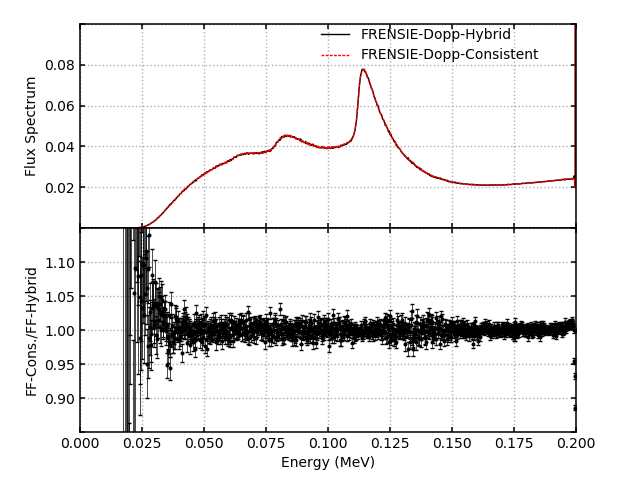 FRENSIE-Dopp-Hybrid
FRENSIE-Dopp-Consistent
0.08
0.06
0.04
0.02
Flux Spectrum
1.10
1.05
1.00
0.95
0.90
FF-Cons./FF-Hybrid
0.000 0.025 0.050 0.075 0.100 0.125 0.150 0.175 0.200
Energy (MeV)